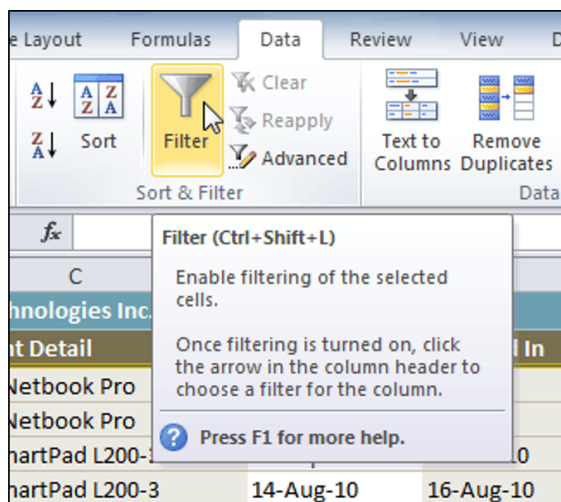 e Layout Formulas Data Review View D
A Z Sort Filter Clear
Z A Reapply
Advanced
Text to Columns Remove Duplicates
Sort & Filter Data
fx
Filter (Ctrl+Shift+L)
Enable filtering of the selected
cells.
Once filtering is turned on, click
the arrow in the column header to
choose a filter for the column.
Press F1 for more help.
C
hnologies Inc.
nt Detail d In
Netbook Pro
Netbook Pro
martPad L200-3 10
martPad L200-3 14-Aug-10 16-Aug-10